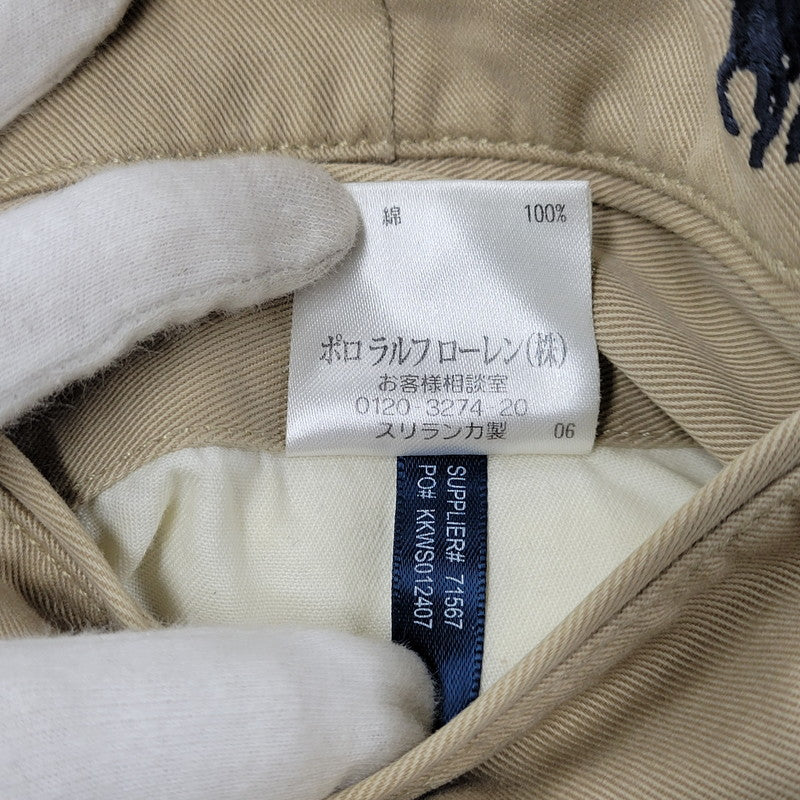 綿 100%
ポロ ラルフ ローレン(株)
お客様相談室
0120 3274 20
スリランカ製 06
SUPPLIER# 71567
PO# KKWS012407